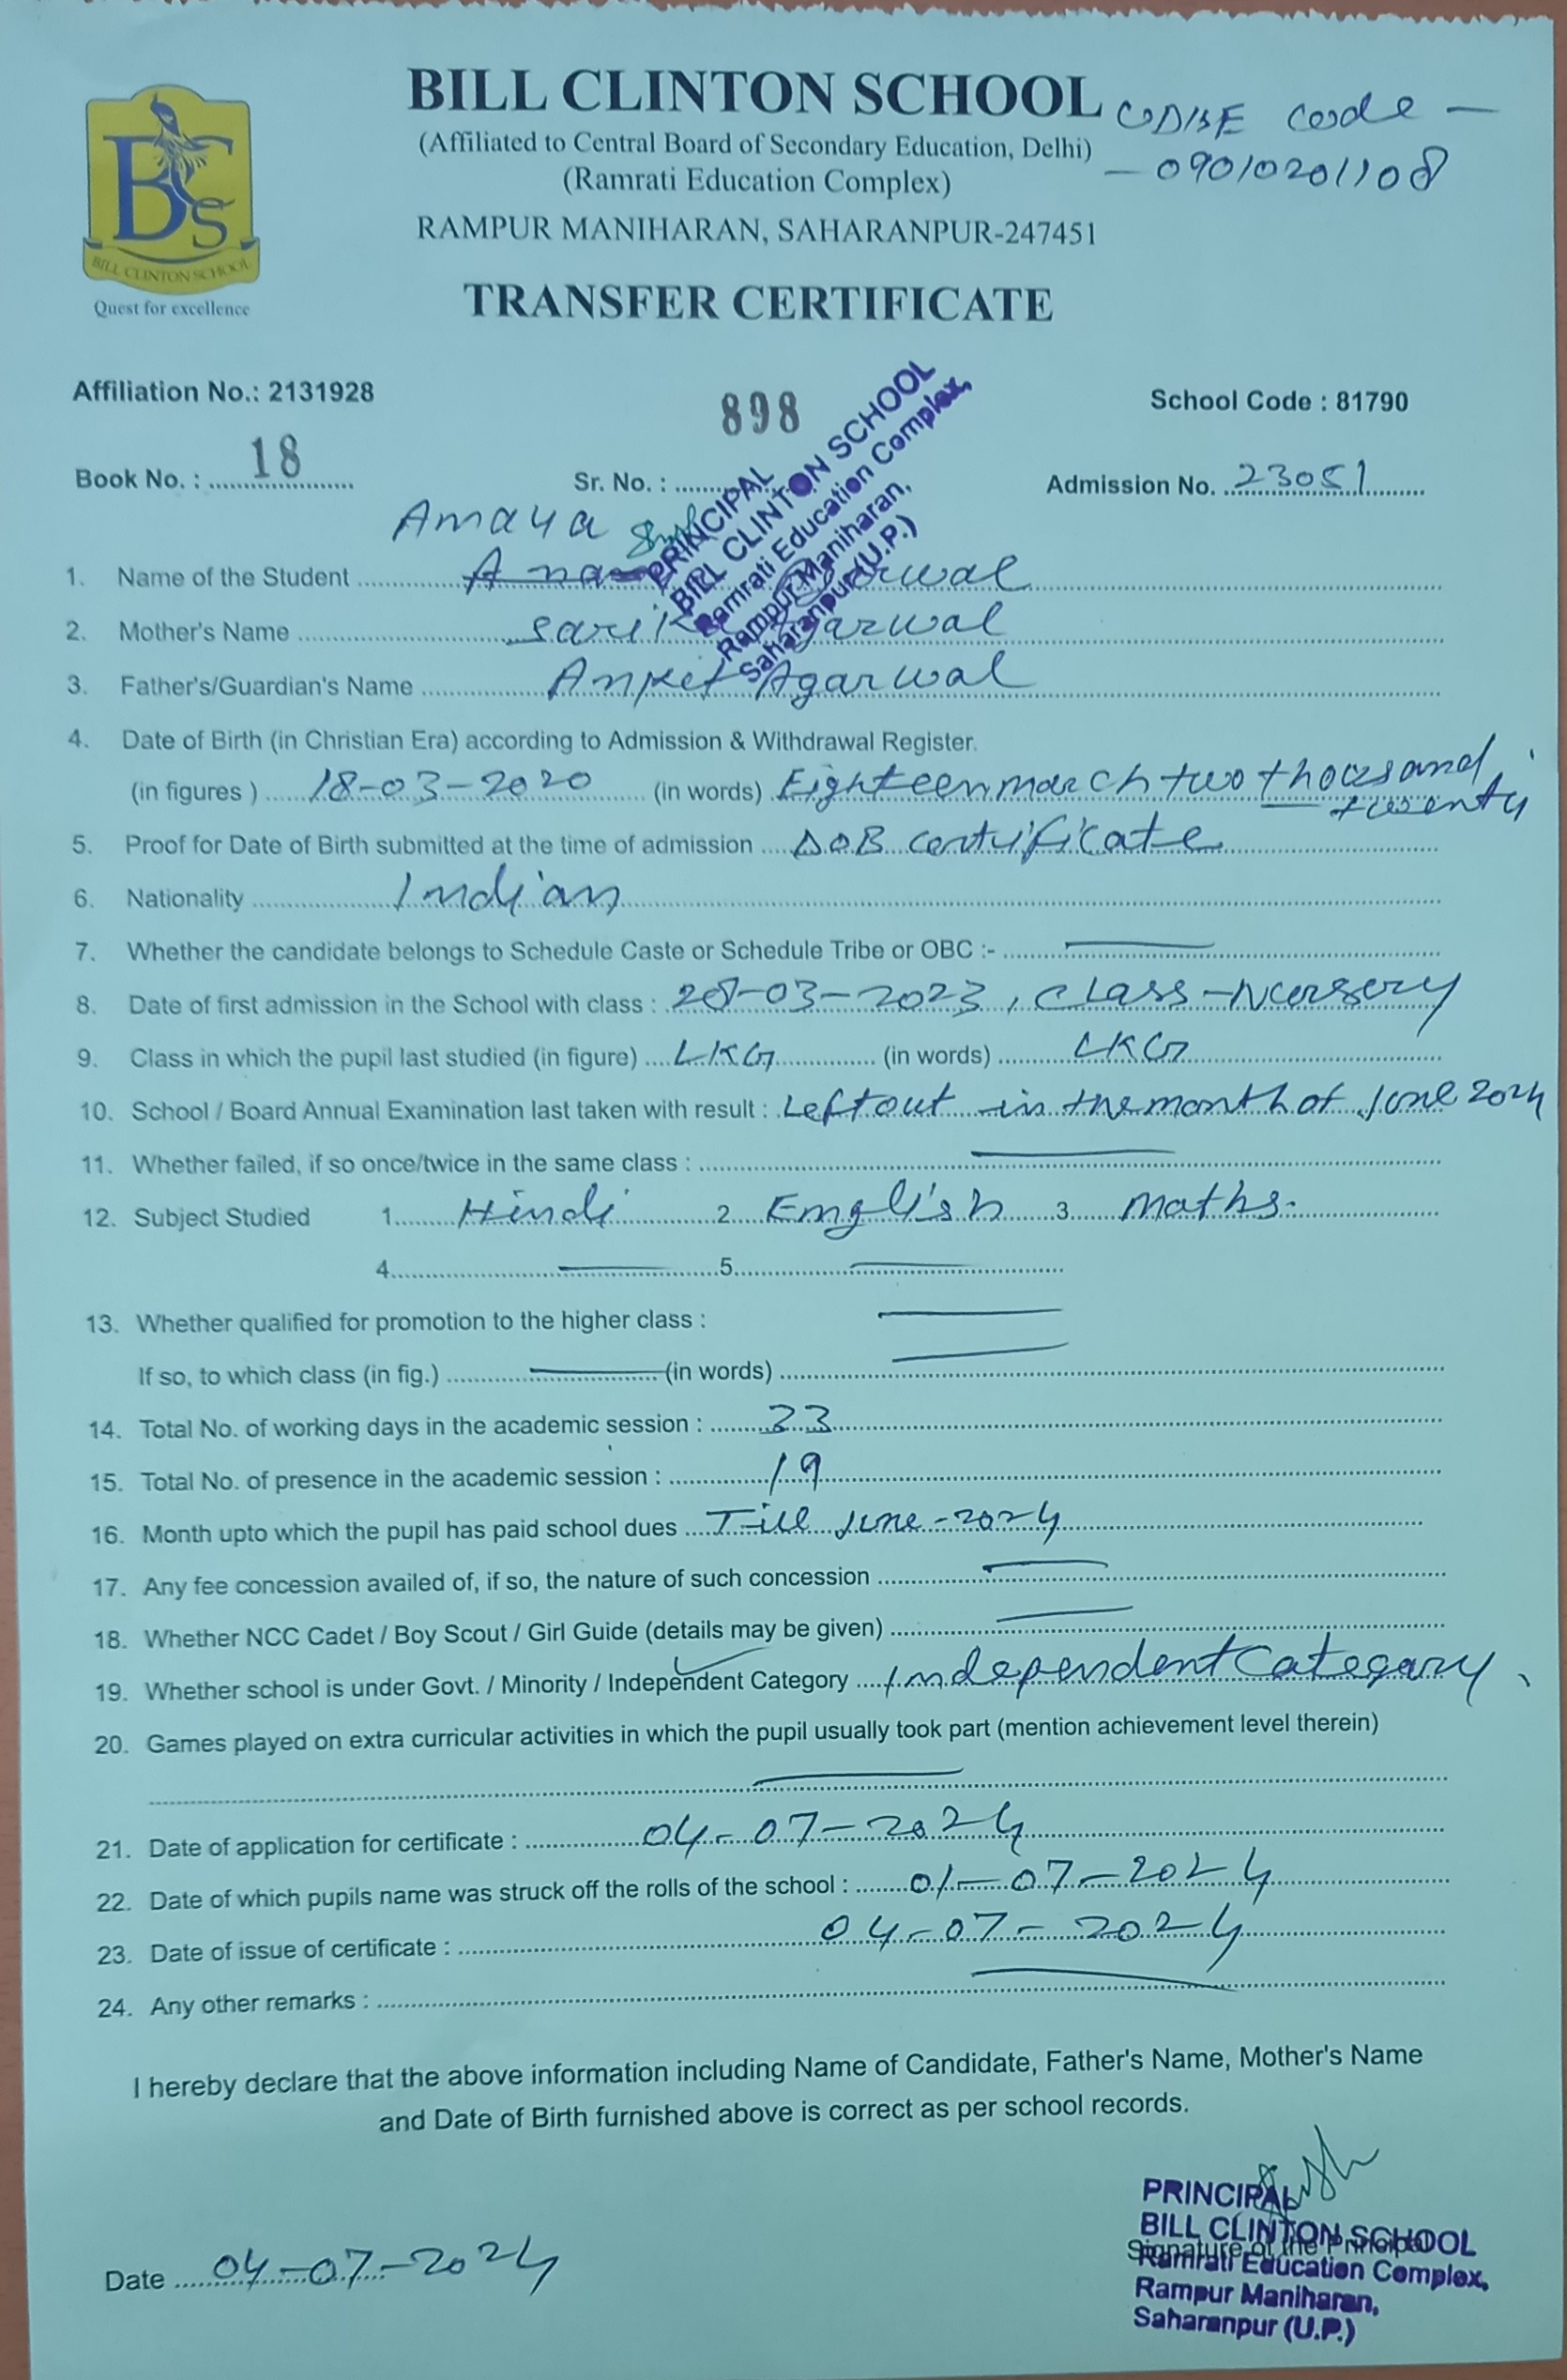 BILL CLINTON SCHOOL
(Affiliated to Central Board of Secondary Education, Delhi)
(Ramrati Education Complex)
RAMPUR MANIHARAN, SAHARANPUR-247451
code —
— 09010201108
BCS
BILL CLINTON SCHOOL
Quest for excellence
TRANSFER CERTIFICATE
Affiliation No.: 2131928
898
School Code : 81790
Book No. : 18
Sr. No. :
Admission No. 23051
PRINCIPAL
BILL CLINTON SCHOOL
Ramrati Education Complex,
Rampur Maniharan,
Saharanpur (U.P.)
Amaya
1. Name of the Student
2. Mother's Name Agarwal
3. Father's/Guardian's Name Ankit Agarwal
4. Date of Birth (in Christian Era) according to Admission & Withdrawal Register.
(in figures ) 18-03-2020 (in words) Eighteen march two thousand
twenty
5. Proof for Date of Birth submitted at the time of admission DOB certificate
6. Nationality Indian
7. Whether the candidate belongs to Schedule Caste or Schedule Tribe or OBC :- —
8. Date of first admission in the School with class : 28-03-2023, class-Nursery
9. Class in which the pupil last studied (in figure) LKG (in words) LKG
10. School / Board Annual Examination last taken with result : Left out in the month of June 2024
11. Whether failed, if so once/twice in the same class : —
12. Subject Studied 1. Hindi 2. English 3. maths.
4. — 5. —
13. Whether qualified for promotion to the higher class : —
If so, to which class (in fig.) — (in words) —
14. Total No. of working days in the academic session : 23
15. Total No. of presence in the academic session : 19
16. Month upto which the pupil has paid school dues Till June-2024
17. Any fee concession availed of, if so, the nature of such concession —
18. Whether NCC Cadet / Boy Scout / Girl Guide (details may be given) —
19. Whether school is under Govt. / Minority / Independent Category Independent Category
20. Games played on extra curricular activities in which the pupil usually took part (mention achievement level therein)
—
21. Date of application for certificate : 04-07-2024
22. Date of which pupils name was struck off the rolls of the school : 01-07-2024
23. Date of issue of certificate : 04-07-2024
24. Any other remarks : —
I hereby declare that the above information including Name of Candidate, Father's Name, Mother's Name
and Date of Birth furnished above is correct as per school records.
PRINCIPAL
BILL CLINTON SCHOOL
Signature of the Principal
Ramrati Education Complex,
Rampur Maniharan,
Saharanpur (U.P.)
Date 04-07-2024